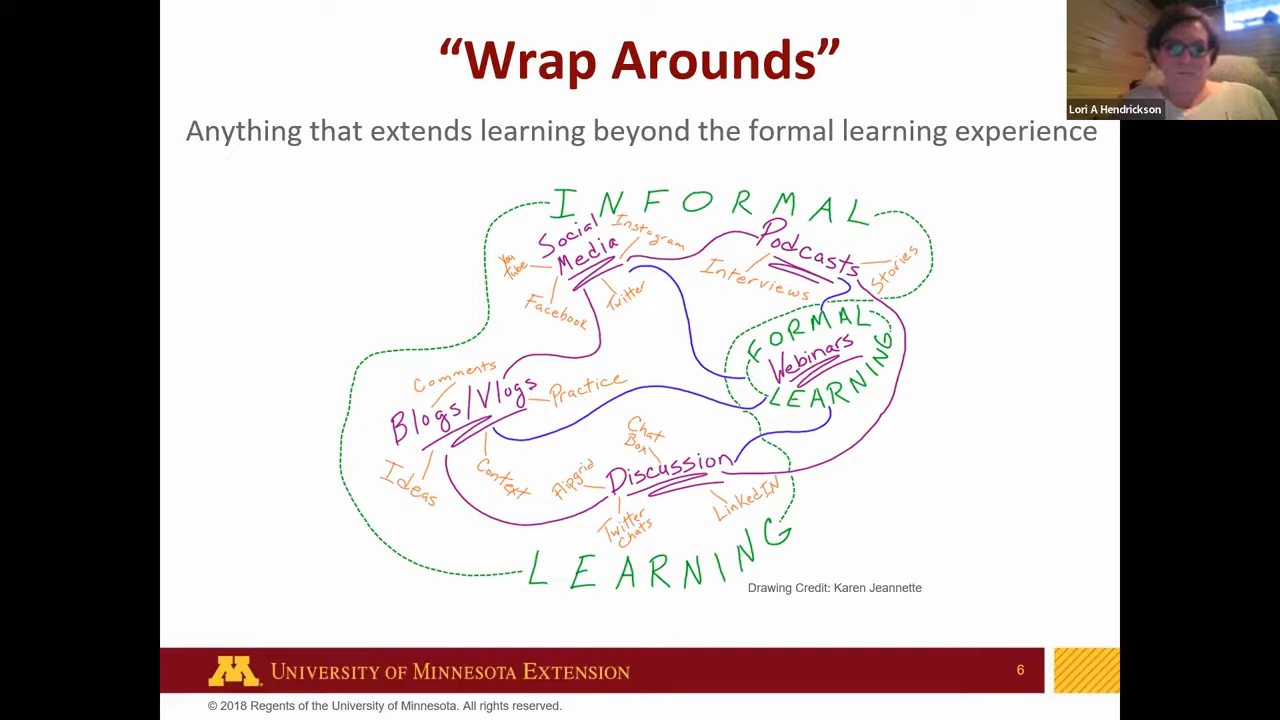 “Wrap Arounds”
Lori A Hendrickson
Anything that extends learning beyond the formal learning experience
INFORMAL
Social
Media
Instagram
You
Tube
Facebook
Twitter
Podcasts
Interviews
Stories
FORMAL
Webinars
LEARNING
Comments
Blogs/Vlogs
Practice
Ideas
Context
Chat
Box
Discussion
Flipgrid
Twitter
Chats
LinkedIN
LEARNING
Drawing Credit: Karen Jeannette
M
UNIVERSITY OF MINNESOTA EXTENSION
6
© 2018 Regents of the University of Minnesota. All rights reserved.